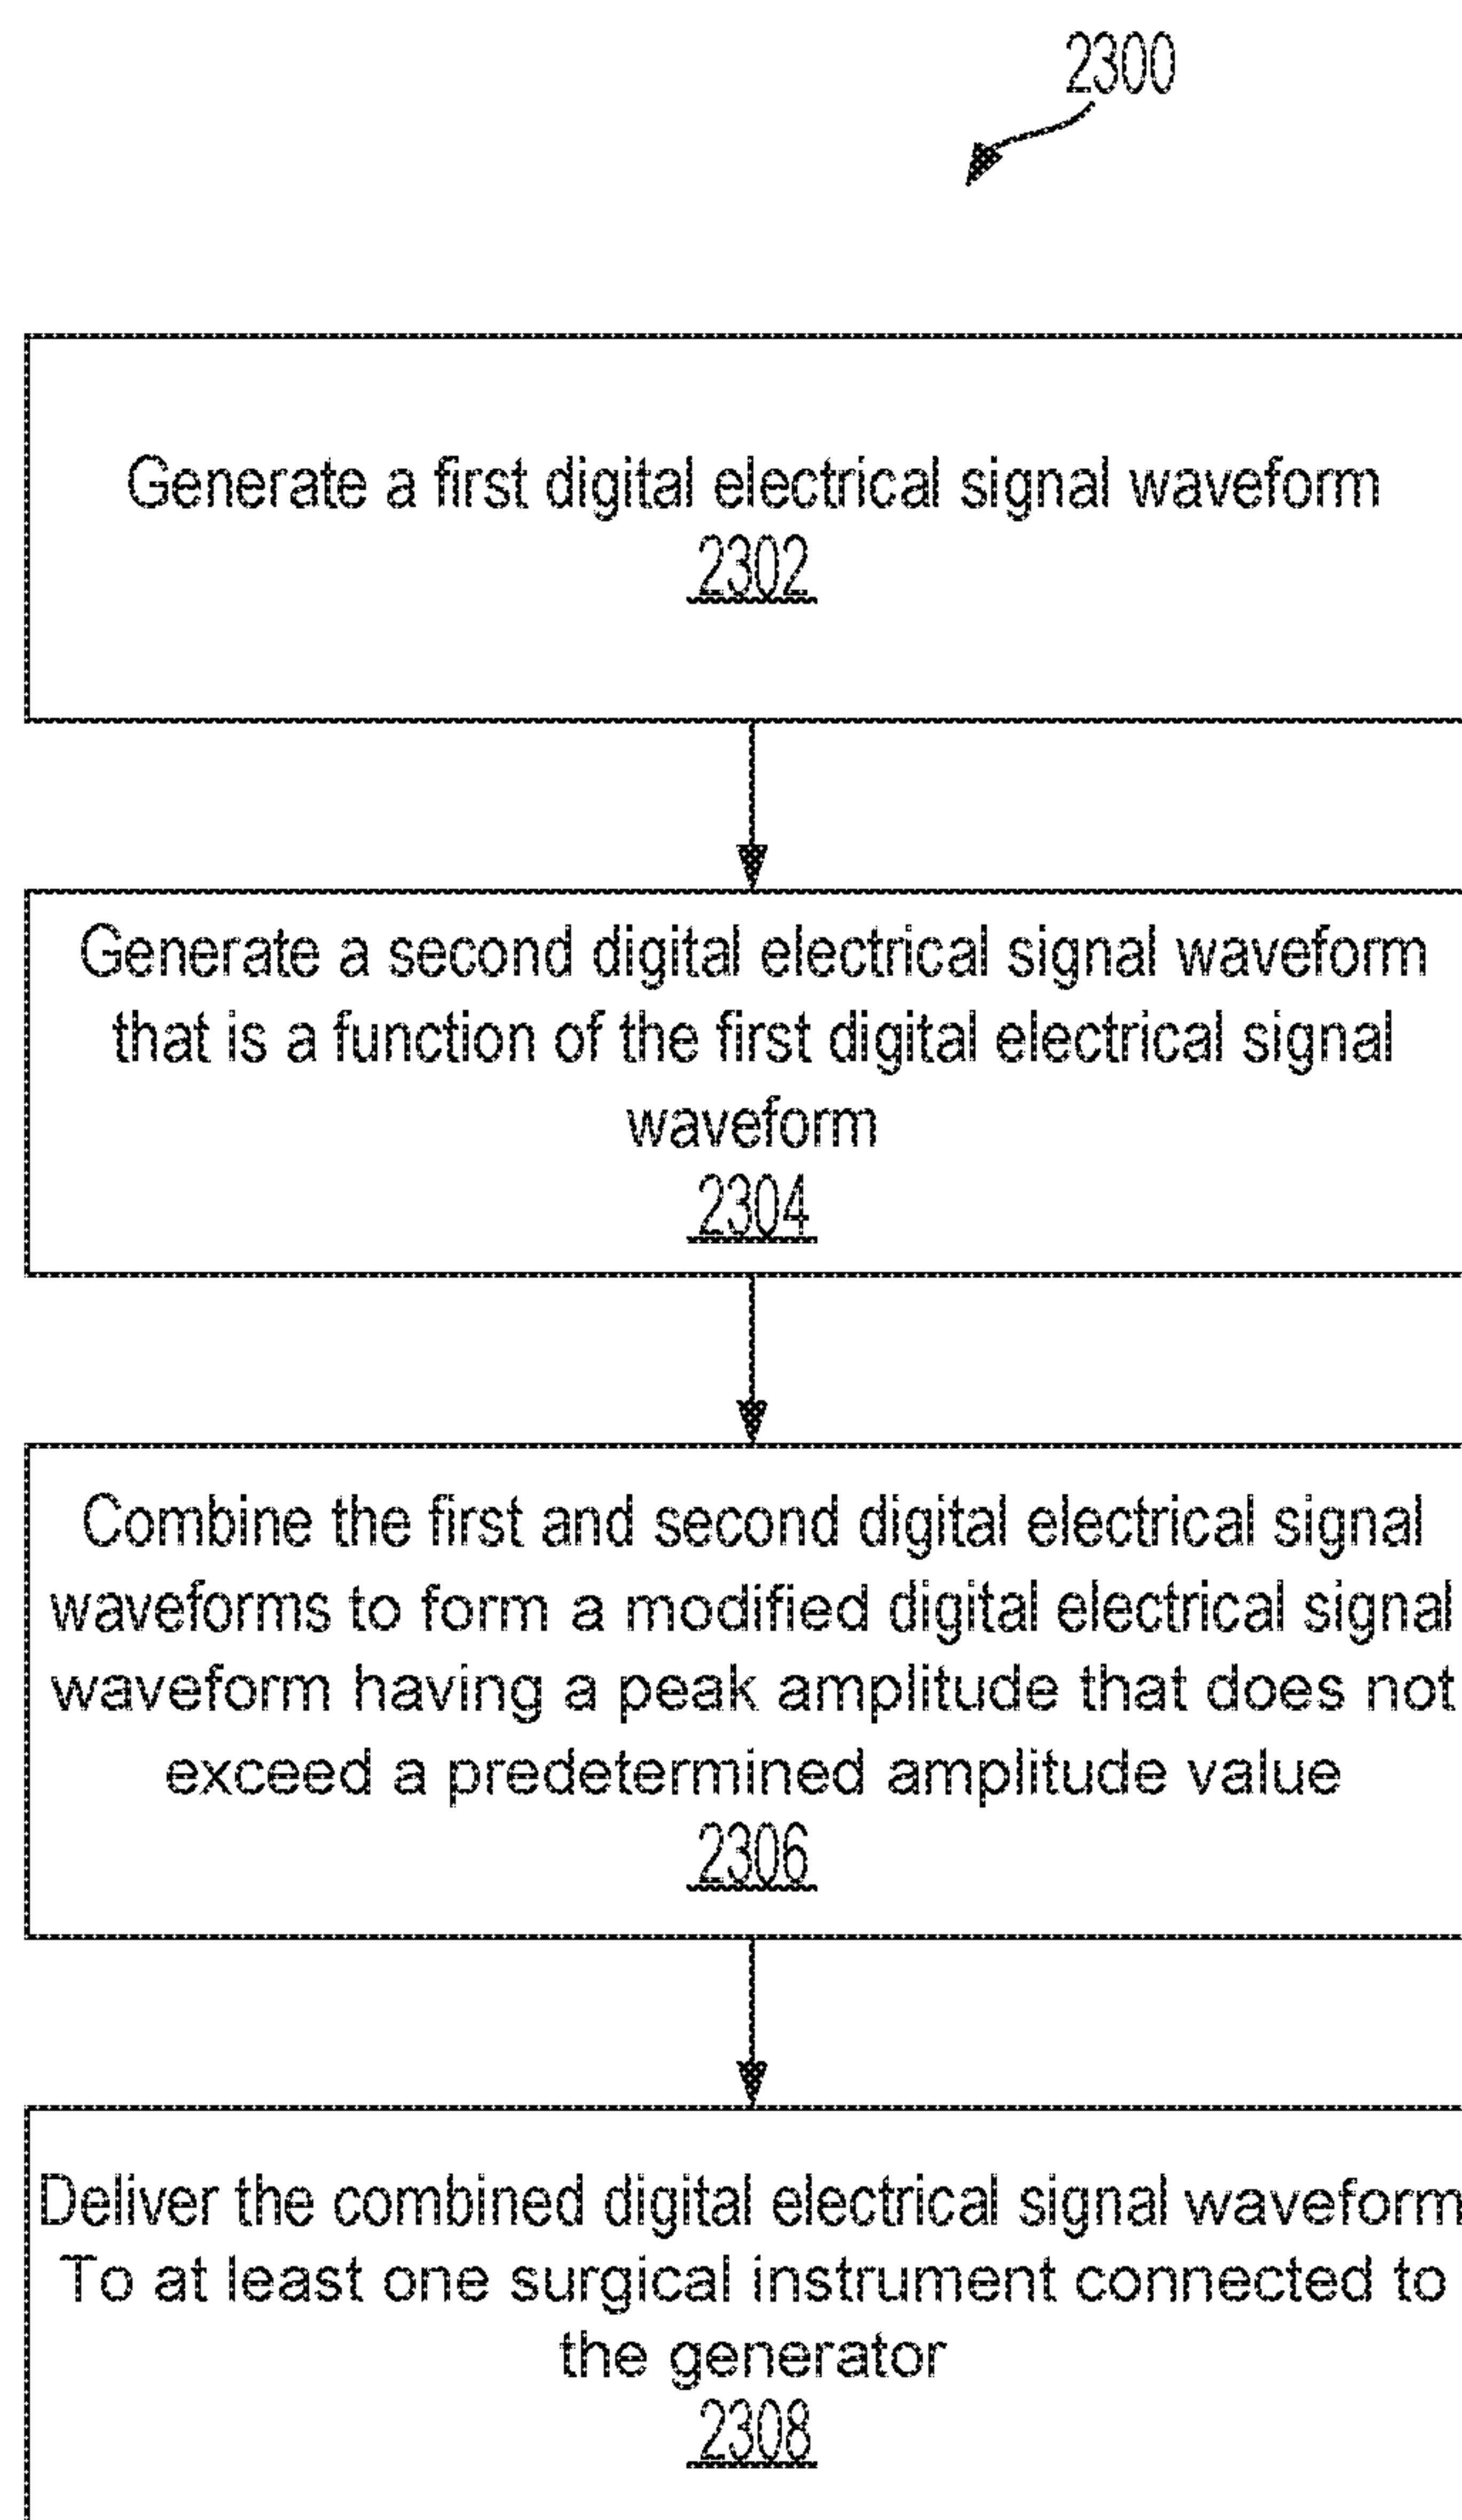 2300
Generate a first digital electrical signal waveform
2302
Generate a second digital electrical signal waveform
that is a function of the first digital electrical signal
waveform
2304
Combine the first and second digital electrical signal
waveforms to form a modified digital electrical signal
waveform having a peak amplitude that does not
exceed a predetermined amplitude value
2306
Deliver the combined digital electrical signal waveform
To at least one surgical instrument connected to
the generator
2308